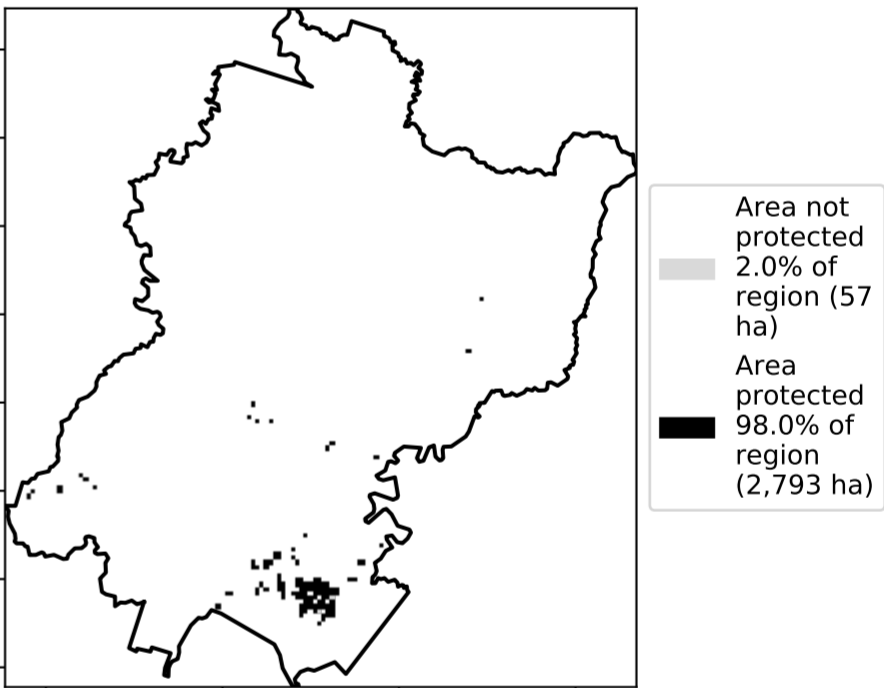 Area not
protected
2.0% of
region (57
ha)
Area
protected
98.0% of
region
(2,793 ha)